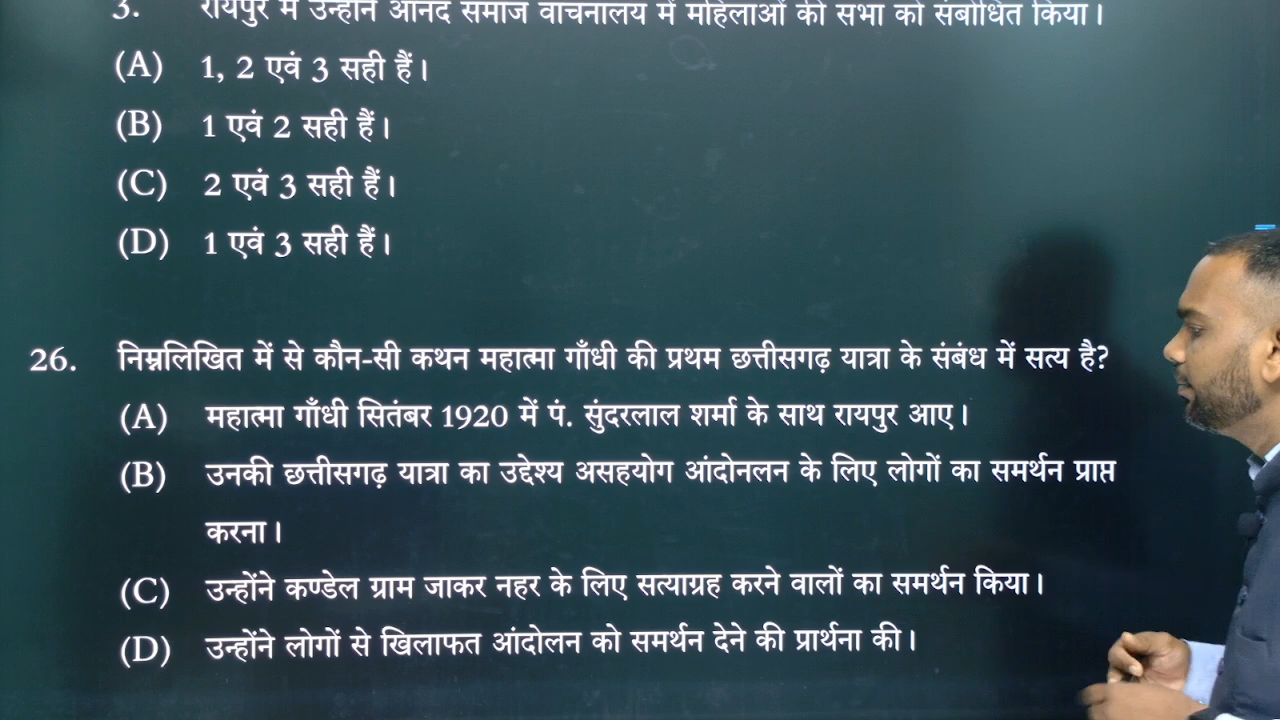 3. रायपुर में उन्होंने आनंद समाज वाचनालय में महिलाओं की सभा को संबोधित किया।
(A) 1, 2 एवं 3 सही हैं।
(B) 1 एवं 2 सही हैं।
(C) 2 एवं 3 सही हैं।
(D) 1 एवं 3 सही हैं।
26. निम्नलिखित में से कौन-सी कथन महात्मा गाँधी की प्रथम छत्तीसगढ़ यात्रा के संबंध में सत्य है?
(A) महात्मा गाँधी सितंबर 1920 में पं. सुंदरलाल शर्मा के साथ रायपुर आए।
(B) उनकी छत्तीसगढ़ यात्रा का उद्देश्य असहयोग आंदोनलन के लिए लोगों का समर्थन प्राप्त
करना।
(C) उन्होंने कण्डेल ग्राम जाकर नहर के लिए सत्याग्रह करने वालों का समर्थन किया।
(D) उन्होंने लोगों से खिलाफत आंदोलन को समर्थन देने की प्रार्थना की।